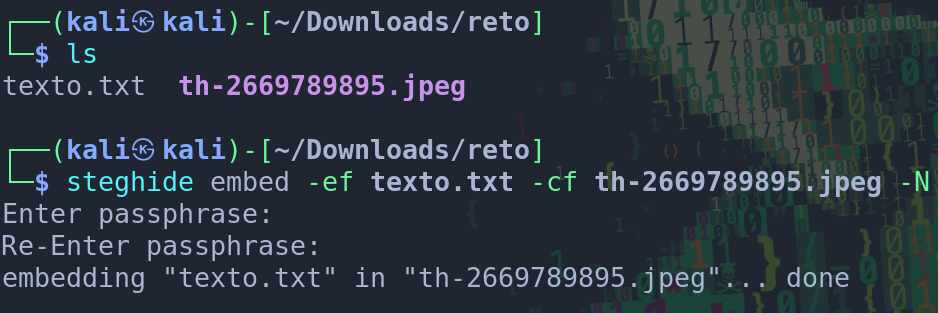 ┌──(kali㉿kali)-[~/Downloads/reto]
└─$ ls
texto.txt  th-2669789895.jpeg
┌──(kali㉿kali)-[~/Downloads/reto]
└─$ steghide embed -ef texto.txt -cf th-2669789895.jpeg -N
Enter passphrase:
Re-Enter passphrase:
embedding "texto.txt" in "th-2669789895.jpeg"... done